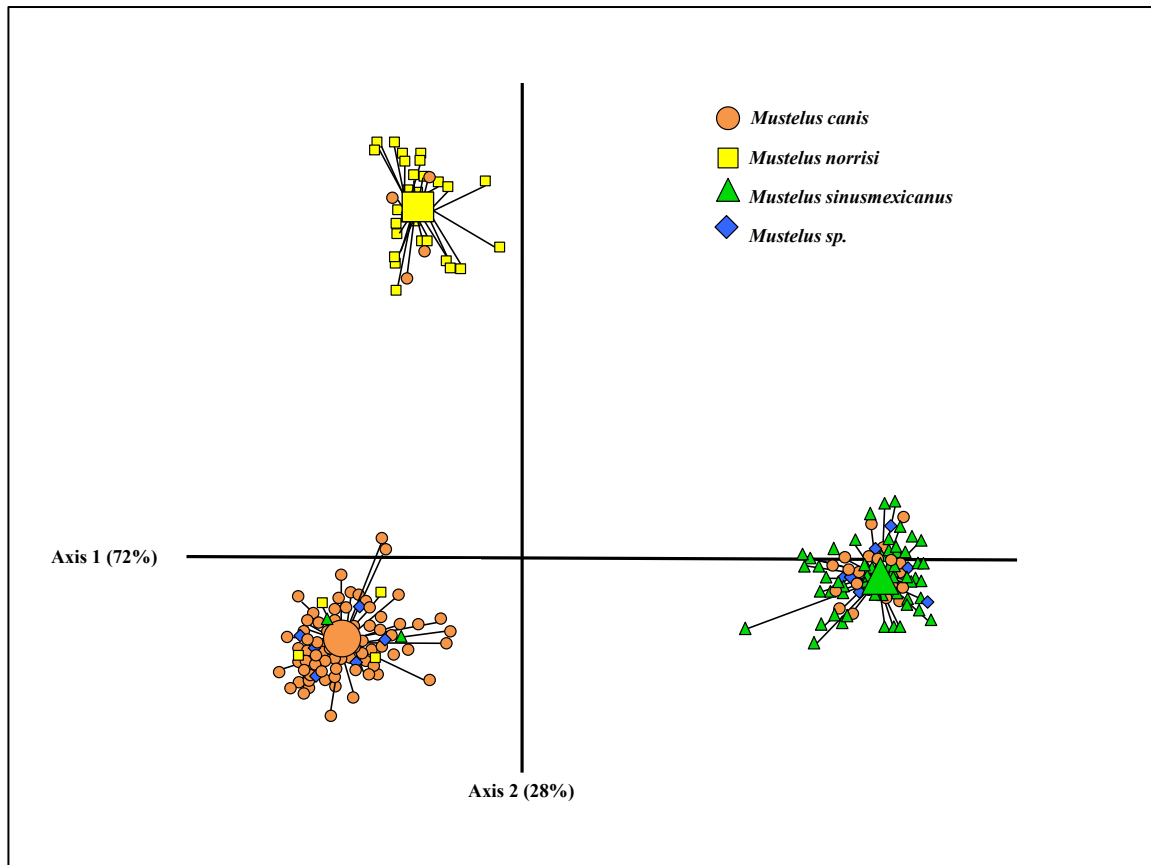 Mustelus canis
Mustelus norrisi
Mustelus sinusmexicanus
Mustelus sp.
Axis 1 (72%)
Axis 2 (28%)